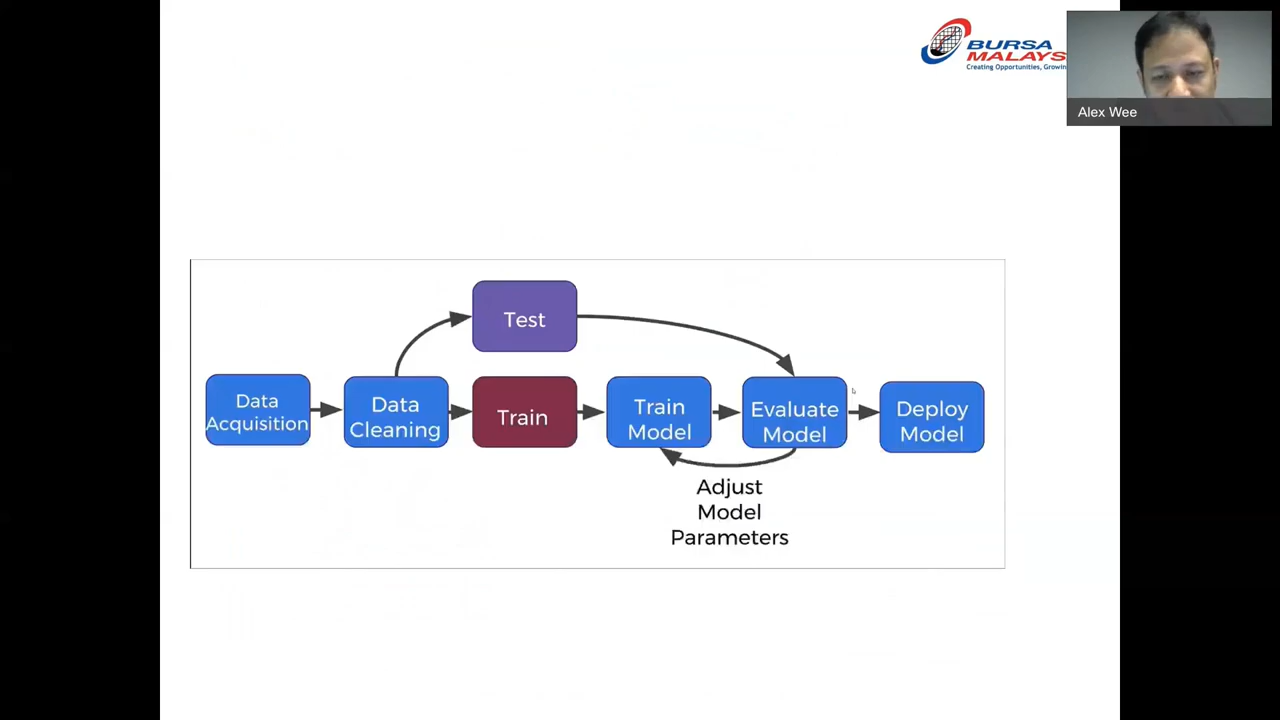 BURSA
MALAYS
Creating Opportunities, Growin
Alex Wee
Test
Data
Acquisition
Data
Cleaning
Train
Train
Model
Evaluate
Model
Deploy
Model
Adjust
Model
Parameters